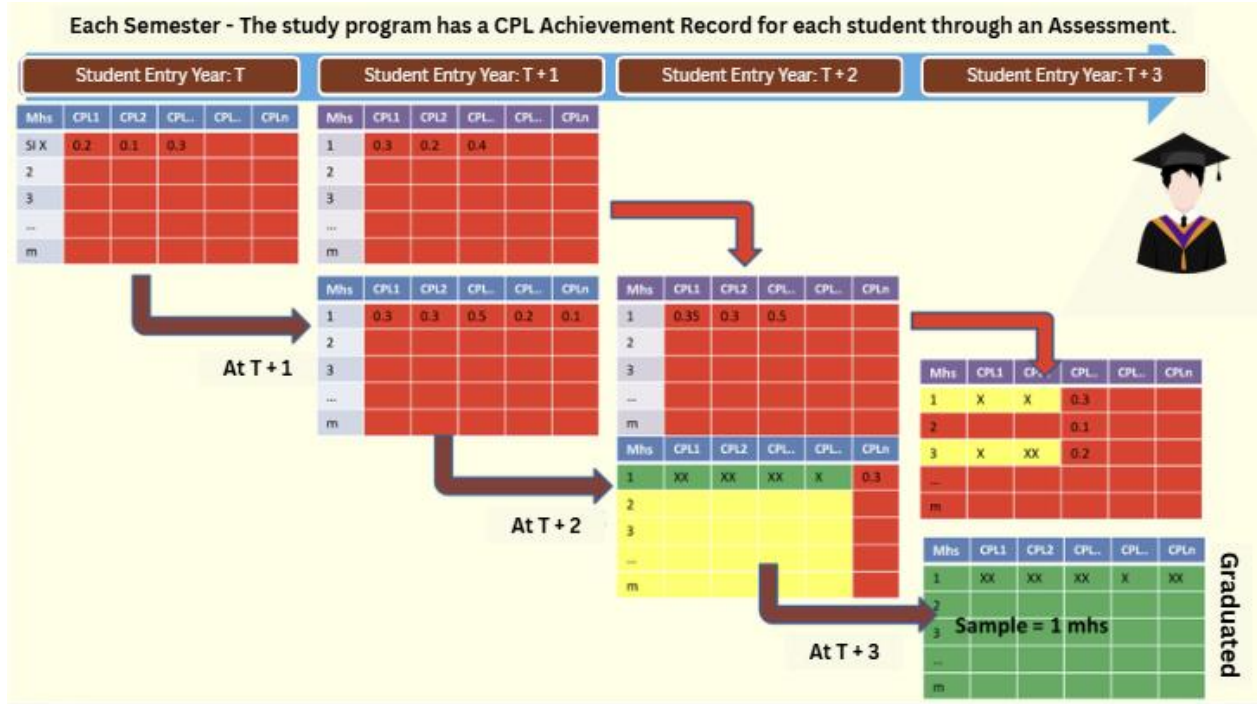 Each Semester - The study program has a CPL Achievement Record for each student through an Assessment.
Student Entry Year: T
Student Entry Year: T + 1
Student Entry Year: T + 2
Student Entry Year: T + 3
Mhs CPL1 CPL2 CPL.. CPL.. CPLn
SI X 0.2 0.1 0.3
2
3
...
m
Mhs CPL1 CPL2 CPL.. CPL.. CPLn
1 0.3 0.2 0.4
2
3
...
m
At T + 1
Mhs CPL1 CPL2 CPL.. CPL.. CPLn
1 0.3 0.3 0.5 0.2 0.1
2
3
...
m
Mhs CPL1 CPL2 CPL.. CPL.. CPLn
1 0.35 0.3 0.5
2
3
...
m
At T + 2
Mhs CPL1 CPL2 CPL.. CPL.. CPLn
1 XX XX XX X 0.3
2
3
...
m
Mhs CPL1 CPL.. CPL.. CPLn
1 X X 0.3
2 0.1
3 X XX 0.2
...
m
At T + 3
Mhs CPL1 CPL2 CPL.. CPL.. CPLn
1 XX XX XX X XX
2
3 Sample = 1 mhs
...
m
Graduated